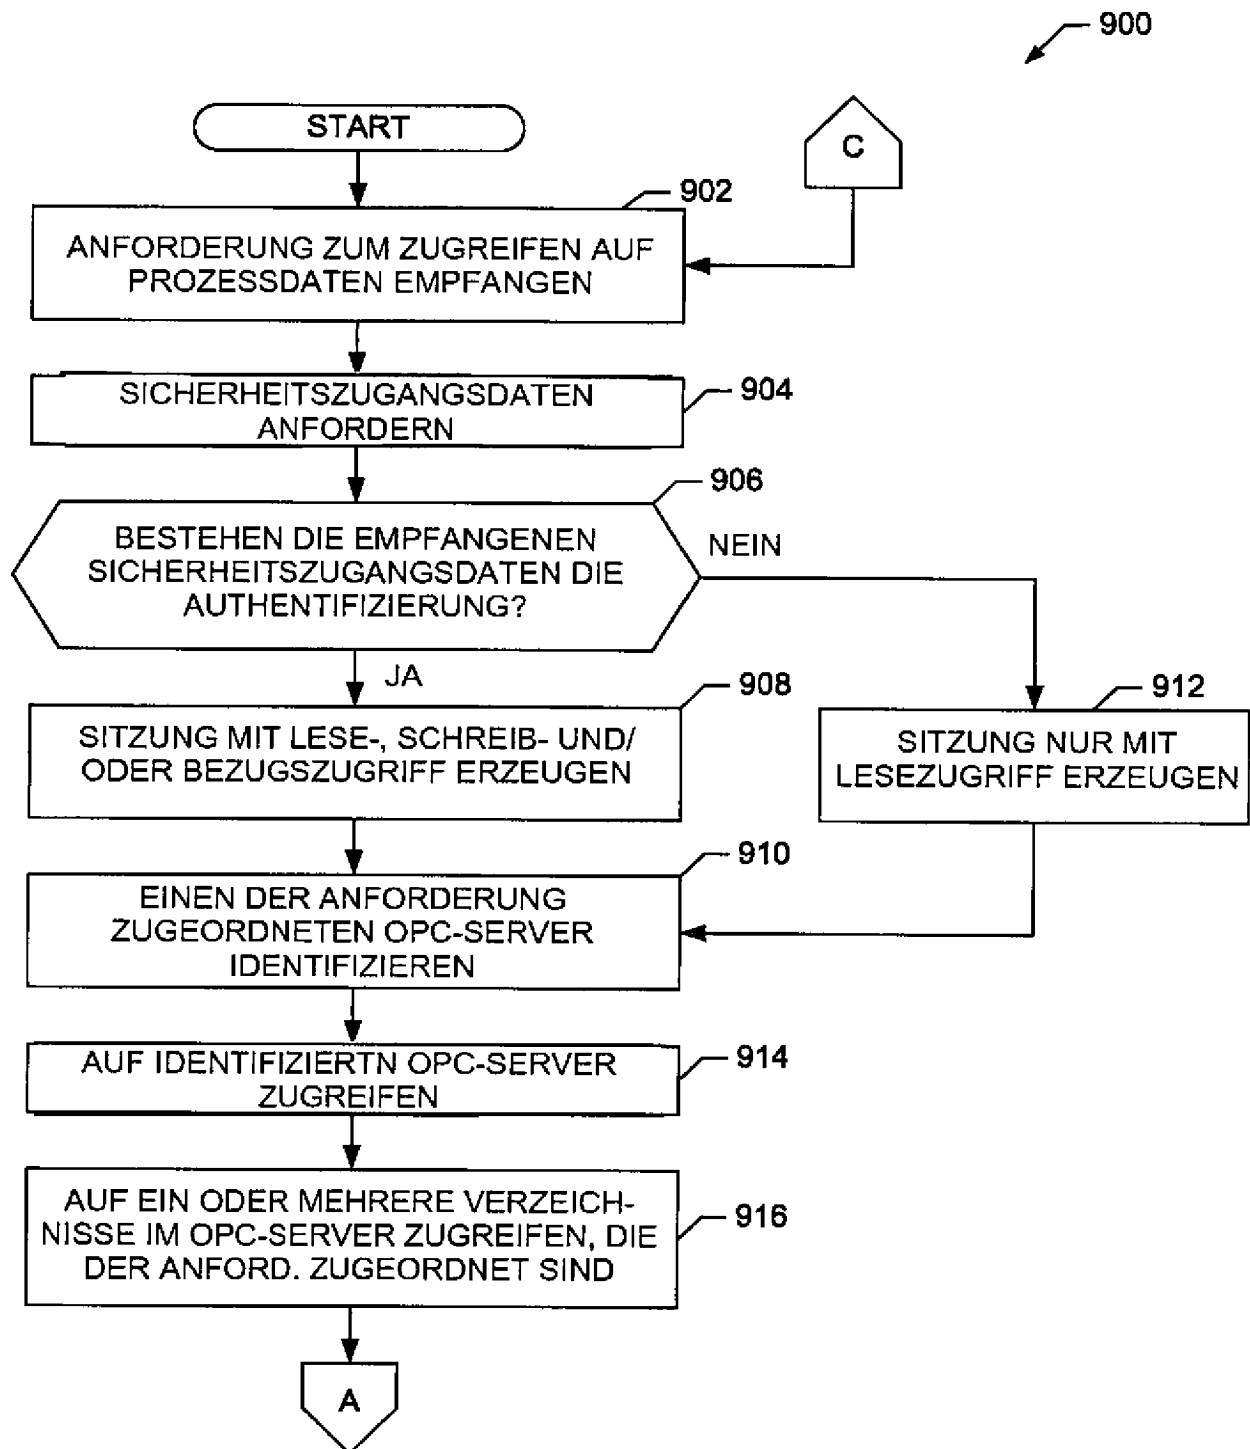 900
START
C
902
ANFORDERUNG ZUM ZUGREIFEN AUF
PROZESSDATEN EMPFANGEN
904
SICHERHEITSZUGANGSDATEN
ANFORDERN
906
BESTEHEN DIE EMPFANGENEN
SICHERHEITSZUGANGSDATEN DIE
AUTHENTIFIZIERUNG?
NEIN
JA
908
SITZUNG MIT LESE-, SCHREIB- UND/
ODER BEZUGSZUGRIFF ERZEUGEN
912
SITZUNG NUR MIT
LESEZUGRIFF ERZEUGEN
910
EINEN DER ANFORDERUNG
ZUGEORDNETEN OPC-SERVER
IDENTIFIZIEREN
914
AUF IDENTIFIZIERTN OPC-SERVER
ZUGREIFEN
916
AUF EIN ODER MEHRERE VERZEICH-
NISSE IM OPC-SERVER ZUGREIFEN, DIE
DER ANFORD. ZUGEORDNET SIND
A